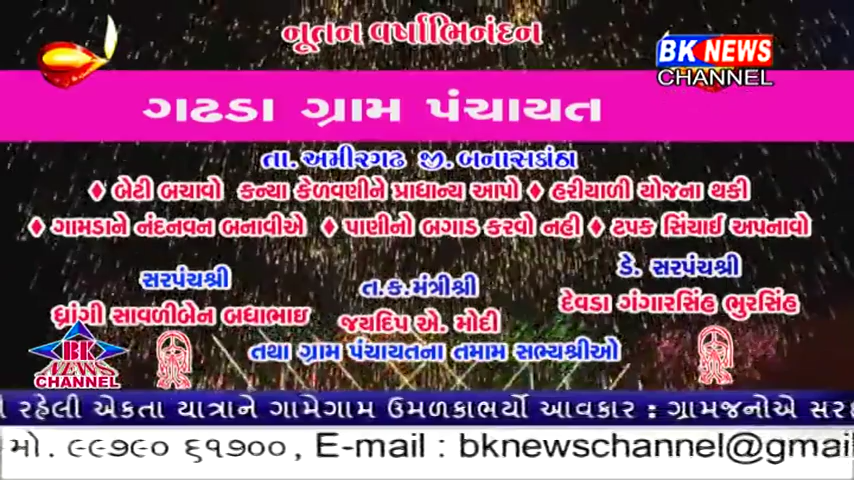 નૂતન વર્ષાભિનંદન
BK NEWS
CHANNEL
ગઢડા ગ્રામ પંચાયત
તા. અમીરગઢ જી. બનાસકાંઠા
♦ બેટી બચાવો કન્યા કેળવણીને પ્રાધાન્ય આપો ♦ હરીયાળી યોજના થકી
♦ ગામડાને નંદનવન બનાવીએ ♦ પાણીનો બગાડ કરવો નહી ♦ ટપક સિંચાઈ અપનાવો
સરપંચશ્રી
ધ્રાંગી સાવળીબેન બધાભાઇ
ત.ક.મંત્રીશ્રી
જયદિપ એ. મોદી
ડે. સરપંચશ્રી
દેવડા ગંગારસિંહ ભુરસિંહ
તથા ગ્રામ પંચાયતના તમામ સભ્યશ્રીઓ
BK
NEWS
CHANNEL
રહેલી એકતા યાત્રાને ગામેગામ ઉમળકાભર્યો આવકાર : ગ્રામજનોએ સરદ
મો. ૯૯૭૯૦ ૬૧૭૦૦, E-mail : bknewschannel@gmail